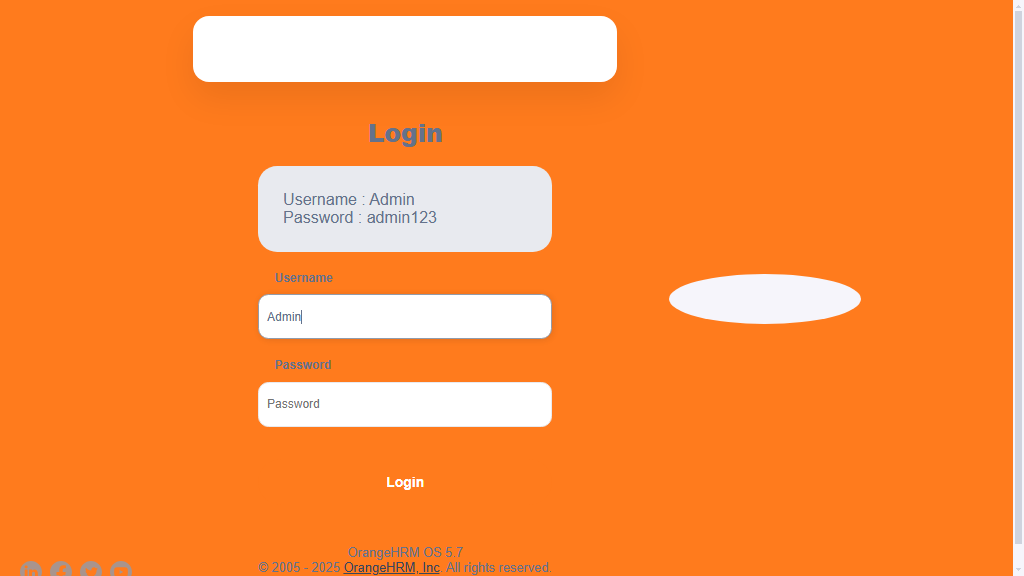 Login
Username : Admin
Password : admin123
Username
Admin
Password
Password
Login
OrangeHRM OS 5.7
© 2005 - 2025 OrangeHRM, Inc. All rights reserved.